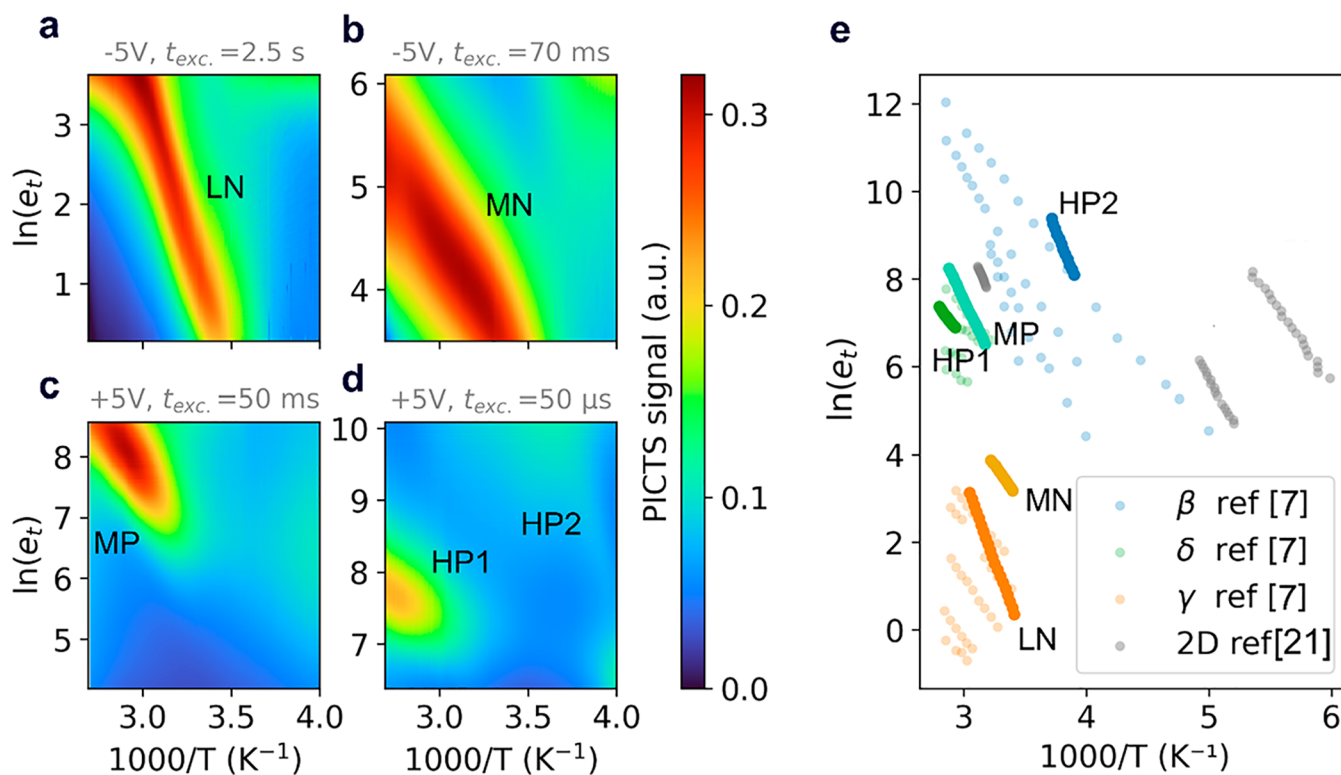 a
-5V, t_exc. =2.5 s
ln(e_t)
3
2
1
LN
b
-5V, t_exc. =70 ms
6
5
4
MN
c
+5V, t_exc. =50 ms
ln(e_t)
8
7
6
5
MP
3.0 3.5 4.0
1000/T (K⁻¹)
d
+5V, t_exc. =50 μs
10
9
8
7
HP2
HP1
3.0 3.5 4.0
1000/T (K⁻¹)
PICTS signal (a.u.)
0.3
0.2
0.1
0.0
e
ln(e_t)
12
10
8
6
4
2
0
HP2
MP
HP1
MN
LN
β ref [7]
δ ref [7]
γ ref [7]
2D ref[21]
3 4 5 6
1000/T (K⁻¹)